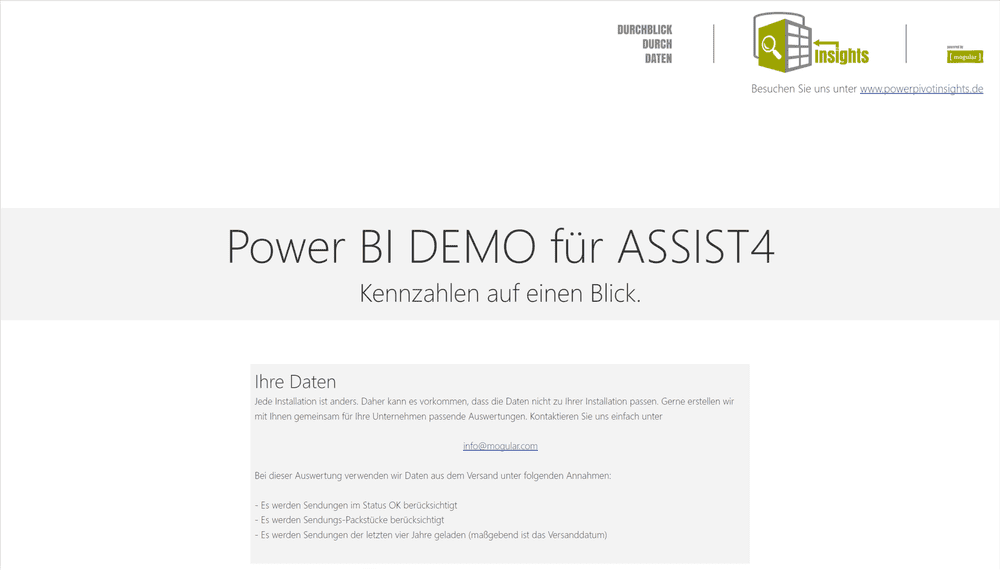 DURCHBLICK
DURCH
DATEN
insights
powered by
[ mogular ]
Besuchen Sie uns unter www.powerpivotinsights.de
Power BI DEMO für ASSIST4
Kennzahlen auf einen Blick.
Ihre Daten
Jede Installation ist anders. Daher kann es vorkommen, dass die Daten nicht zu Ihrer Installation passen. Gerne erstellen wir
mit Ihnen gemeinsam für Ihre Unternehmen passende Auswertungen. Kontaktieren Sie uns einfach unter
info@mogular.com
Bei dieser Auswertung verwenden wir Daten aus dem Versand unter folgenden Annahmen:
- Es werden Sendungen im Status OK berücksichtigt
- Es werden Sendungs-Packstücke berücksichtigt
- Es werden Sendungen der letzten vier Jahre geladen (maßgebend ist das Versanddatum)